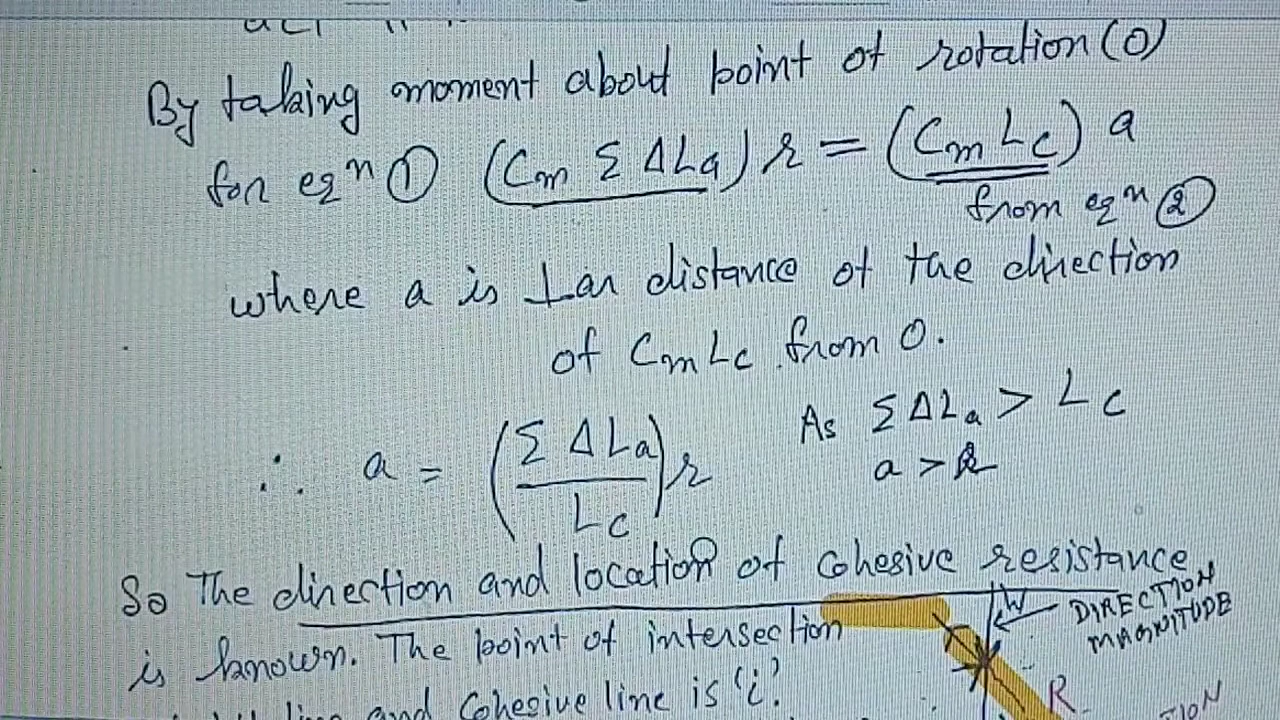 By taking moment about point of rotation (O)
for eqⁿ ① (Cm Σ ΔLa) r = (Cm Lc) a
from eqⁿ ②
where a is ⊥ar distance of the direction
of Cm Lc from O.
∴ a = (Σ ΔLa / Lc) r As Σ ΔLa > Lc
a > r
So The direction and location of Cohesive resistance
is known. The point of intersection
line and Cohesive line is 'i'.
W
DIRECTION
MAGNITUDE
R